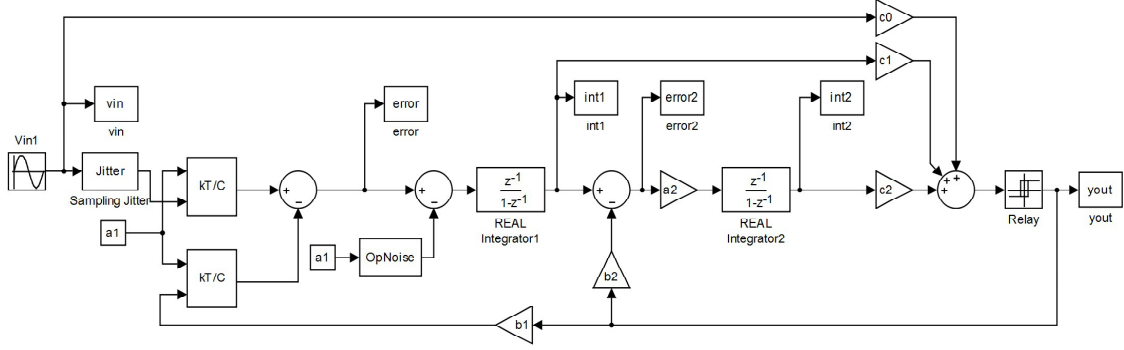 c0
c1
vin
vin
error
error
int1
int1
error2
error2
int2
int2
Vin1
Jitter
Sampling Jitter
kT/C
+
−
+
−
z-1
1-z-1
REAL
Integrator1
+
−
a2
z-1
1-z-1
REAL
Integrator2
c2
+
+
+
Relay
yout
yout
a1
kT/C
a1
OpNoise
b2
b1